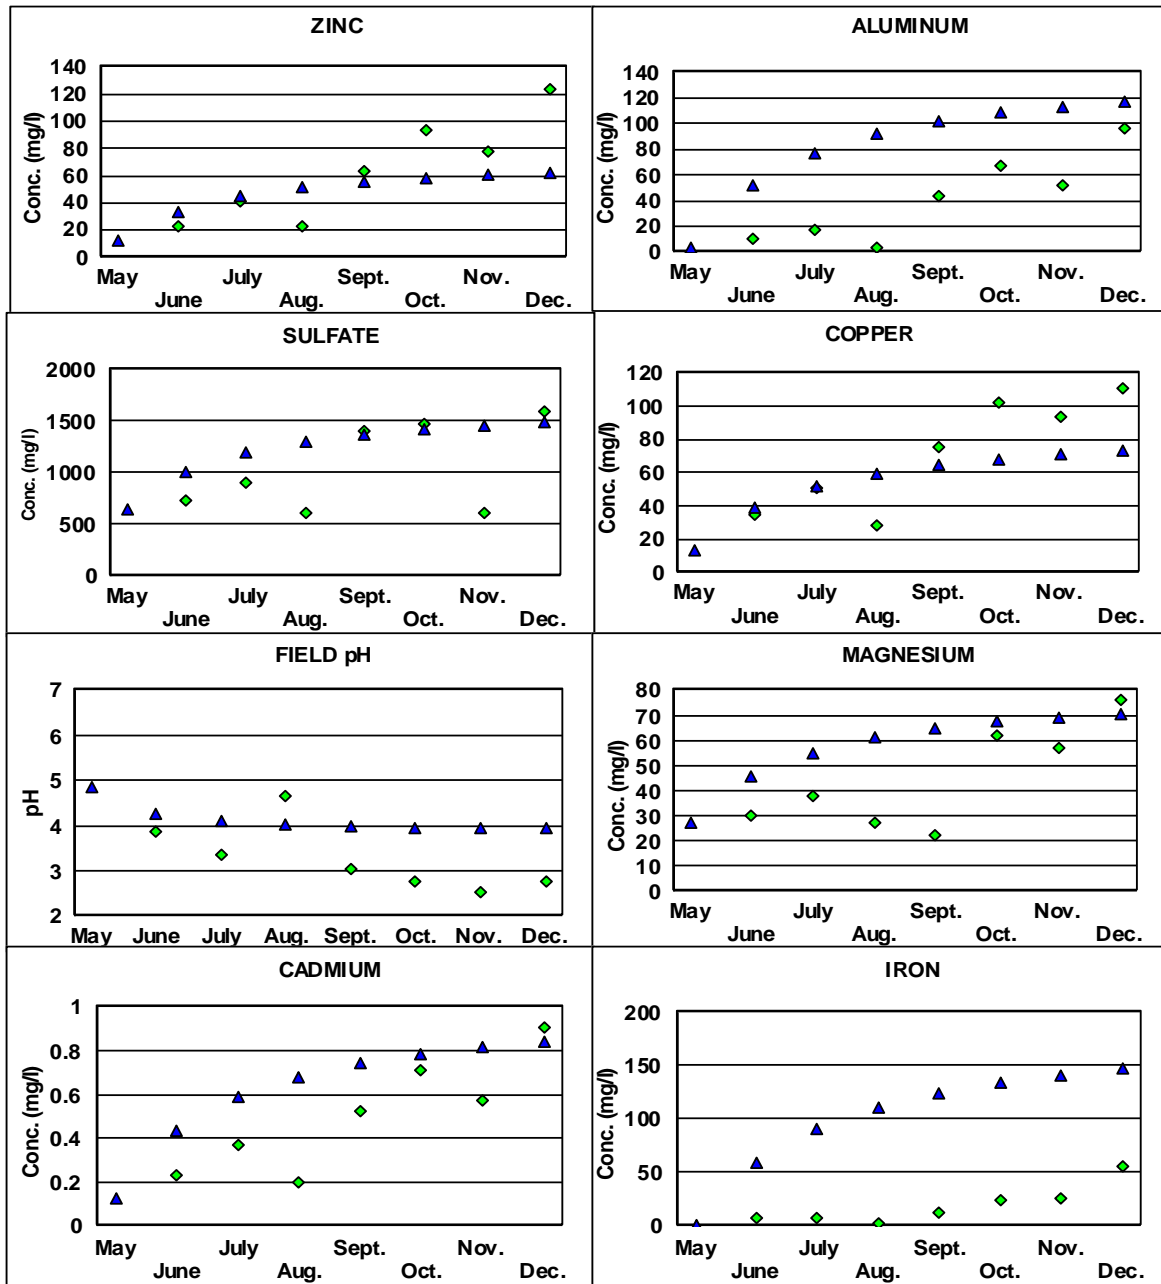 ZINC
Conc. (mg/l)
140
120
100
80
60
40
20
0
May
July
Sept.
Nov.
June
Aug.
Oct.
Dec.
ALUMINUM
Conc. (mg/l)
140
120
100
80
60
40
20
0
May
July
Sept.
Nov.
June
Aug.
Oct.
Dec.
SULFATE
Conc. (mg/l)
2000
1500
1000
500
0
May
July
Sept.
Nov.
June
Aug.
Oct.
Dec.
COPPER
Conc. (mg/l)
120
100
80
60
40
20
0
May
July
Sept.
Nov.
June
Aug.
Oct.
Dec.
FIELD pH
pH
7
6
5
4
3
2
May June July Aug. Sept. Oct. Nov. Dec.
MAGNESIUM
Conc. (mg/l)
80
70
60
50
40
30
20
10
0
May
July
Sept.
Nov.
June
Aug.
Oct.
Dec.
CADMIUM
Conc. (mg/l)
1
0.8
0.6
0.4
0.2
0
May
July
Sept.
Nov.
June
Aug.
Oct.
Dec.
IRON
Conc. (mg/l)
200
150
100
50
0
May
July
Sept.
Nov.
June
Aug.
Oct.
Dec.